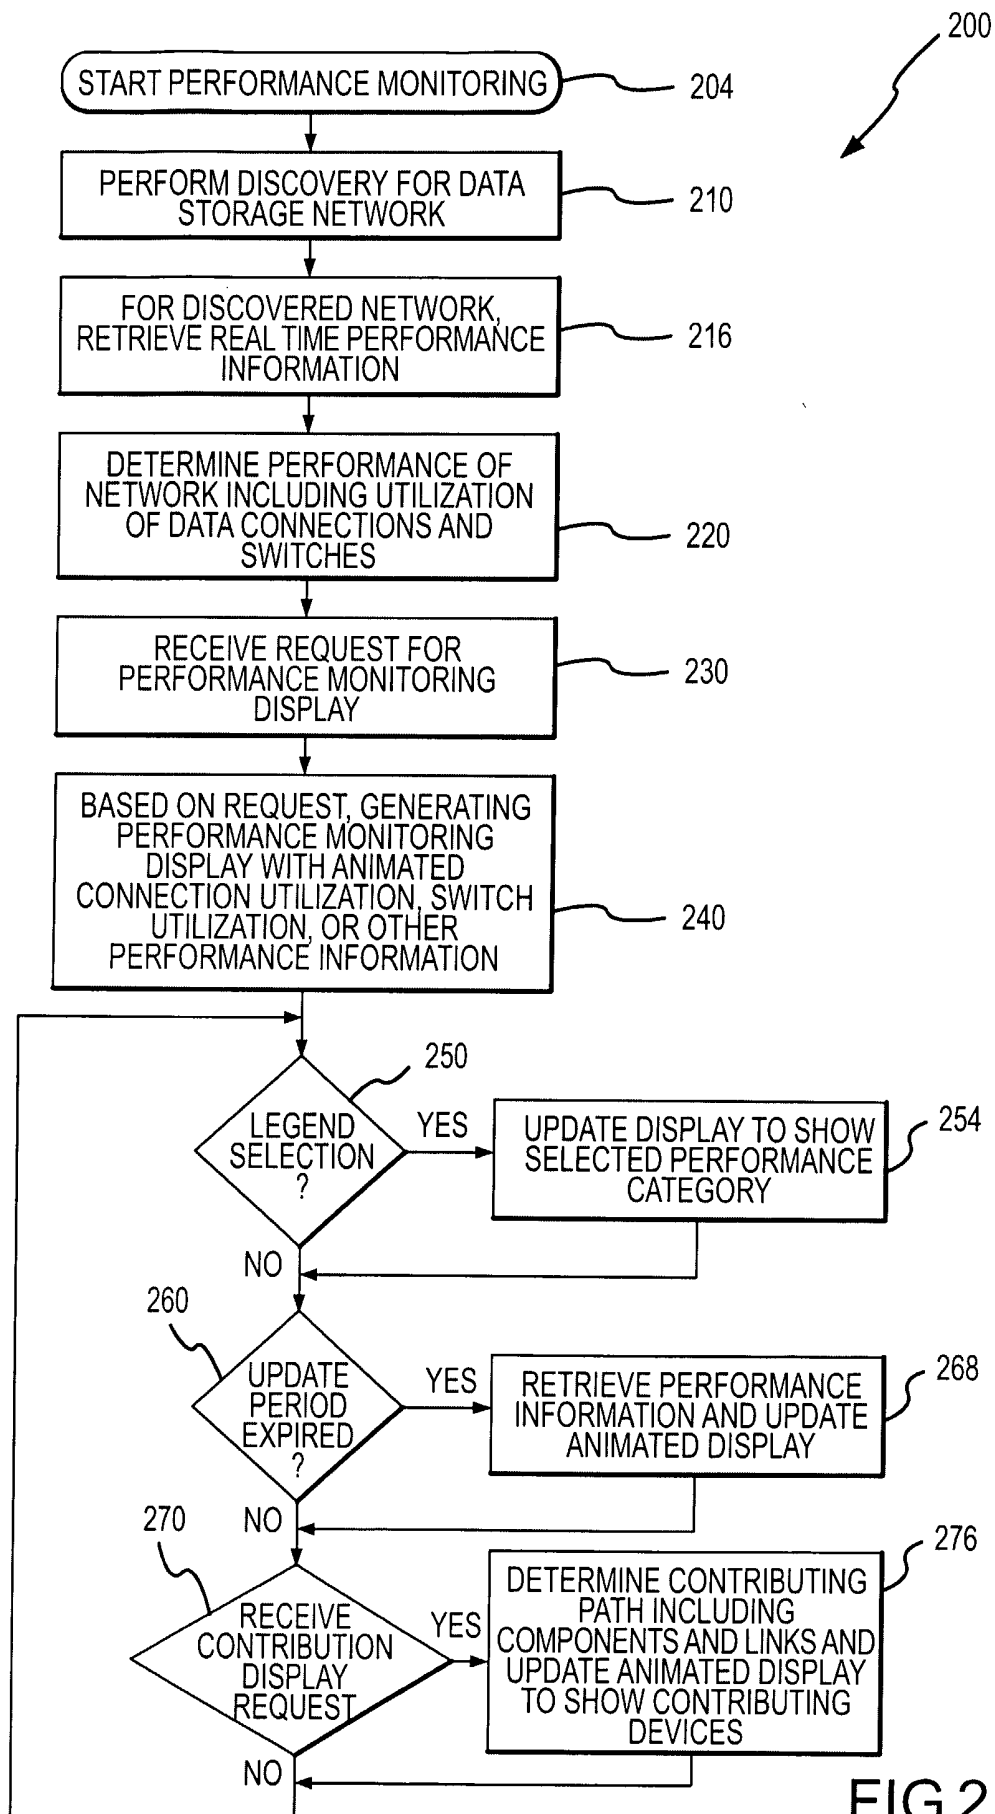 200
START PERFORMANCE MONITORING
204
PERFORM DISCOVERY FOR DATA
STORAGE NETWORK
210
FOR DISCOVERED NETWORK,
RETRIEVE REAL TIME PERFORMANCE
INFORMATION
216
DETERMINE PERFORMANCE OF
NETWORK INCLUDING UTILIZATION
OF DATA CONNECTIONS AND
SWITCHES
220
RECEIVE REQUEST FOR
PERFORMANCE MONITORING
DISPLAY
230
BASED ON REQUEST, GENERATING
PERFORMANCE MONITORING
DISPLAY WITH ANIMATED
CONNECTION UTILIZATION, SWITCH
UTILIZATION, OR OTHER
PERFORMANCE INFORMATION
240
250
LEGEND
SELECTION
?
YES
UPDATE DISPLAY TO SHOW
SELECTED PERFORMANCE
CATEGORY
254
NO
260
UPDATE
PERIOD
EXPIRED
?
YES
RETRIEVE PERFORMANCE
INFORMATION AND UPDATE
ANIMATED DISPLAY
268
NO
270
RECEIVE
CONTRIBUTION
DISPLAY
REQUEST
YES
DETERMINE CONTRIBUTING
PATH INCLUDING
COMPONENTS AND LINKS AND
UPDATE ANIMATED DISPLAY
TO SHOW CONTRIBUTING
DEVICES
276
NO
FIG.2